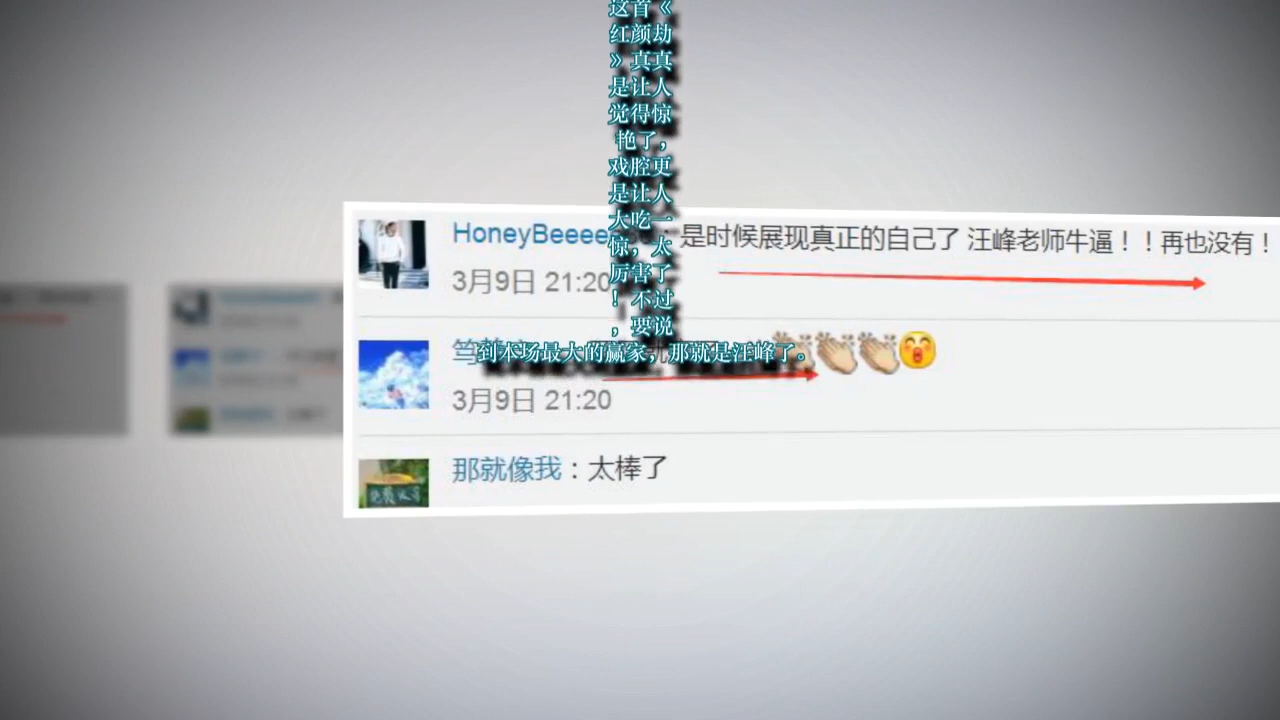 这首《
红颜劫
》真真
是让人
觉得惊
艳了，
戏腔更
是让人
大吃一
惊，太
厉害了
！不过
，要说
到本场最大的赢家，那就是汪峰了。
HoneyBeeee
：是时候展现真正的自己了 汪峰老师牛逼！！再也没有！
3月9日 21:20
👏👏👏😲
3月9日 21:20
那就像我：太棒了